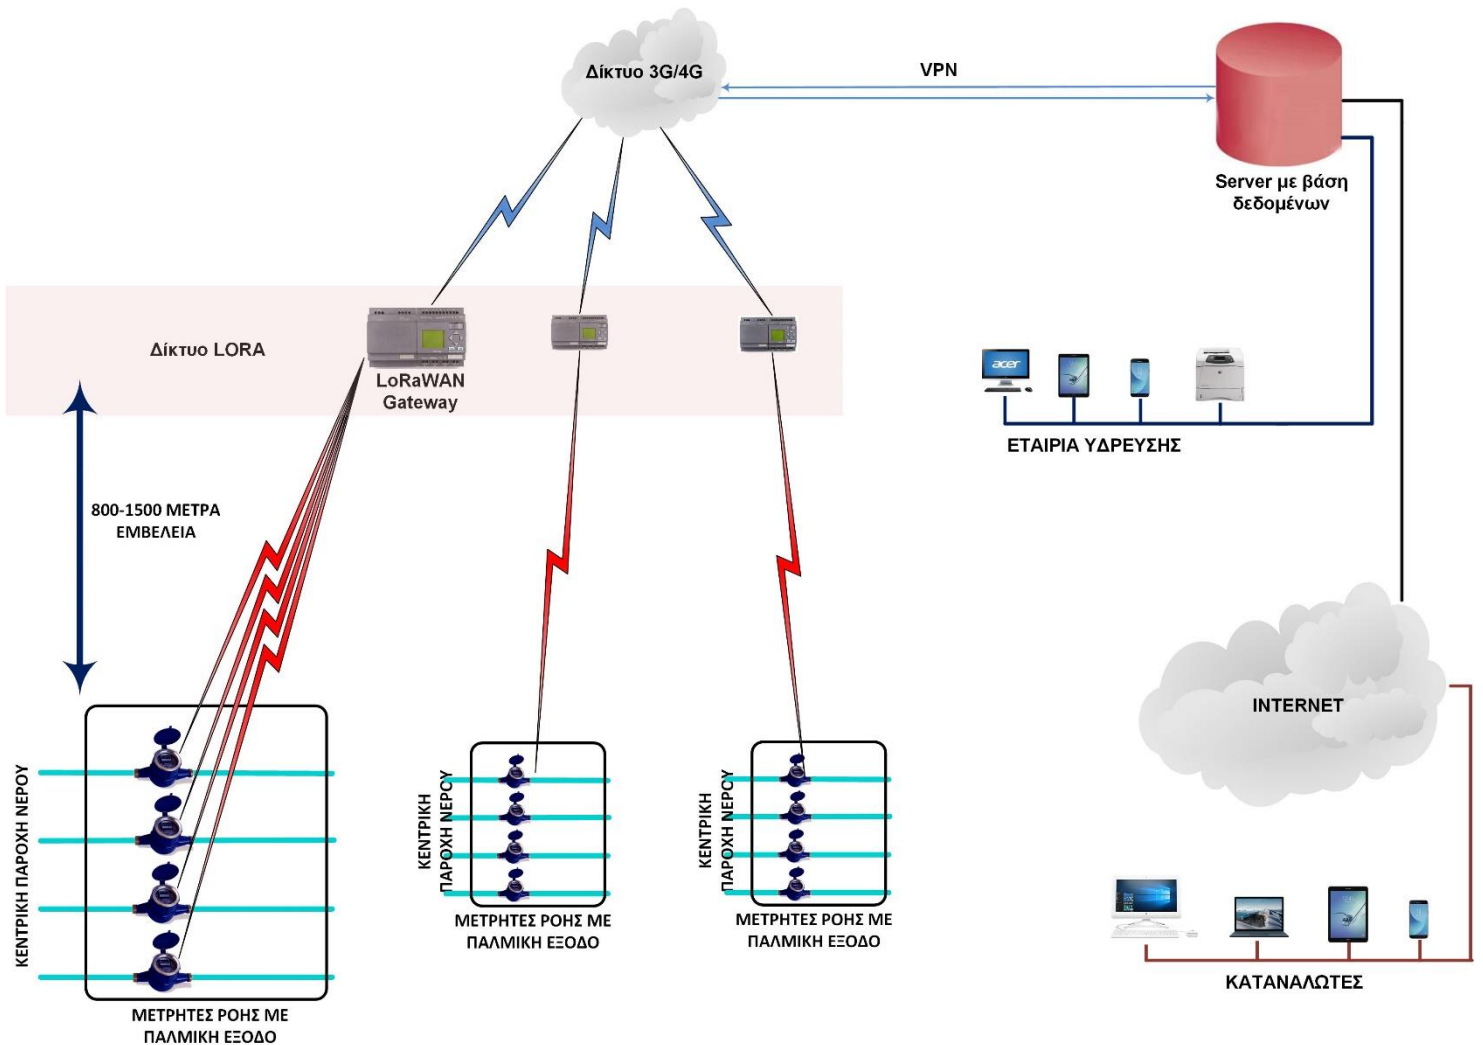 Δίκτυο 3G/4G
VPN
Server με βάση
δεδομένων
Δίκτυο LORA
LoRaWAN
Gateway
acer
ΕΤΑΙΡΙΑ ΥΔΡΕΥΣΗΣ
800-1500 ΜΕΤΡΑ
ΕΜΒΕΛΕΙΑ
INTERNET
ΚΕΝΤΡΙΚΗ ΠΑΡΟΧΗ ΝΕΡΟΥ
ΚΕΝΤΡΙΚΗ
ΠΑΡΟΧΗ ΝΕΡΟΥ
ΚΕΝΤΡΙΚΗ
ΠΑΡΟΧΗ ΝΕΡΟΥ
ΜΕΤΡΗΤΕΣ ΡΟΗΣ ΜΕ
ΠΑΛΜΙΚΗ ΕΞΟΔΟ
ΜΕΤΡΗΤΕΣ ΡΟΗΣ ΜΕ
ΠΑΛΜΙΚΗ ΕΞΟΔΟ
ΜΕΤΡΗΤΕΣ ΡΟΗΣ ΜΕ
ΠΑΛΜΙΚΗ ΕΞΟΔΟ
ΚΑΤΑΝΑΛΩΤΕΣ